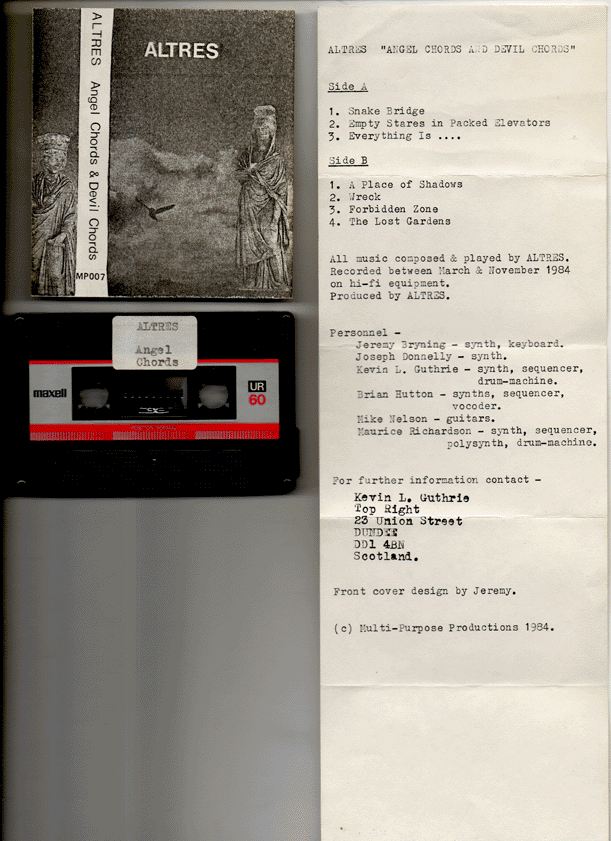 ALTRES
ALTRES Angel Chords & Devil Chords
MP007
ALTRES
Angel
Chords
maxell
UR
60
ALTRES "ANGEL CHORDS AND DEVIL CHORDS"
Side A
1. Snake Bridge
2. Empty Stares in Packed Elevators
3. Everything Is ....
Side B
1. A Place of Shadows
2. Wreck
3. Forbidden Zone
4. The Lost Gardens
All music composed & played by ALTRES.
Recorded between March & November 1984
on hi-fi equipment.
Produced by ALTRES.
Personnel -
Jeremy Bryning - synth, keyboard.
Joseph Donnelly - synth.
Kevin L. Guthrie - synth, sequencer,
drum-machine.
Brian Hutton - synths, sequencer,
vocoder.
Mike Nelson - guitars.
Maurice Richardson - synth, sequencer,
polysynth, drum-machine.
For further information contact -
Kevin L. Guthrie
Top Right
23 Union Street
DUNDEE
DD1 4BN
Scotland.
Front cover design by Jeremy.
(c) Multi-Purpose Productions 1984.